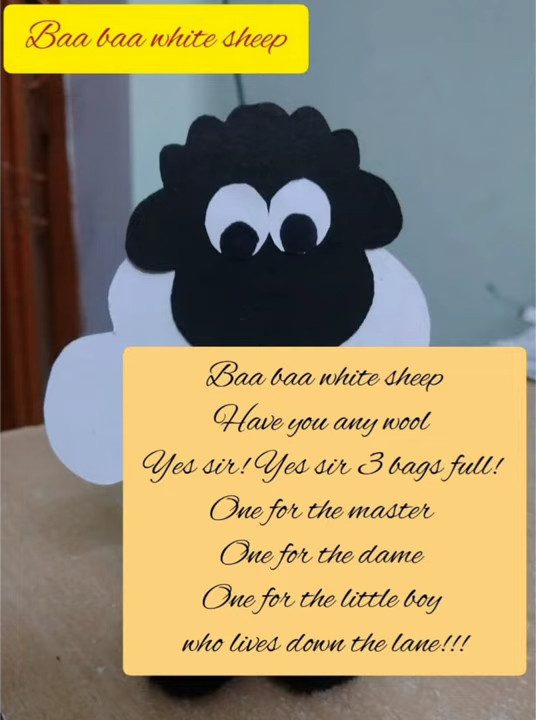 Baa baa white sheep
Baa baa white sheep
Have you any wool
Yes sir! Yes sir 3 bags full!
One for the master
One for the dame
One for the little boy
who lives down the lane!!!